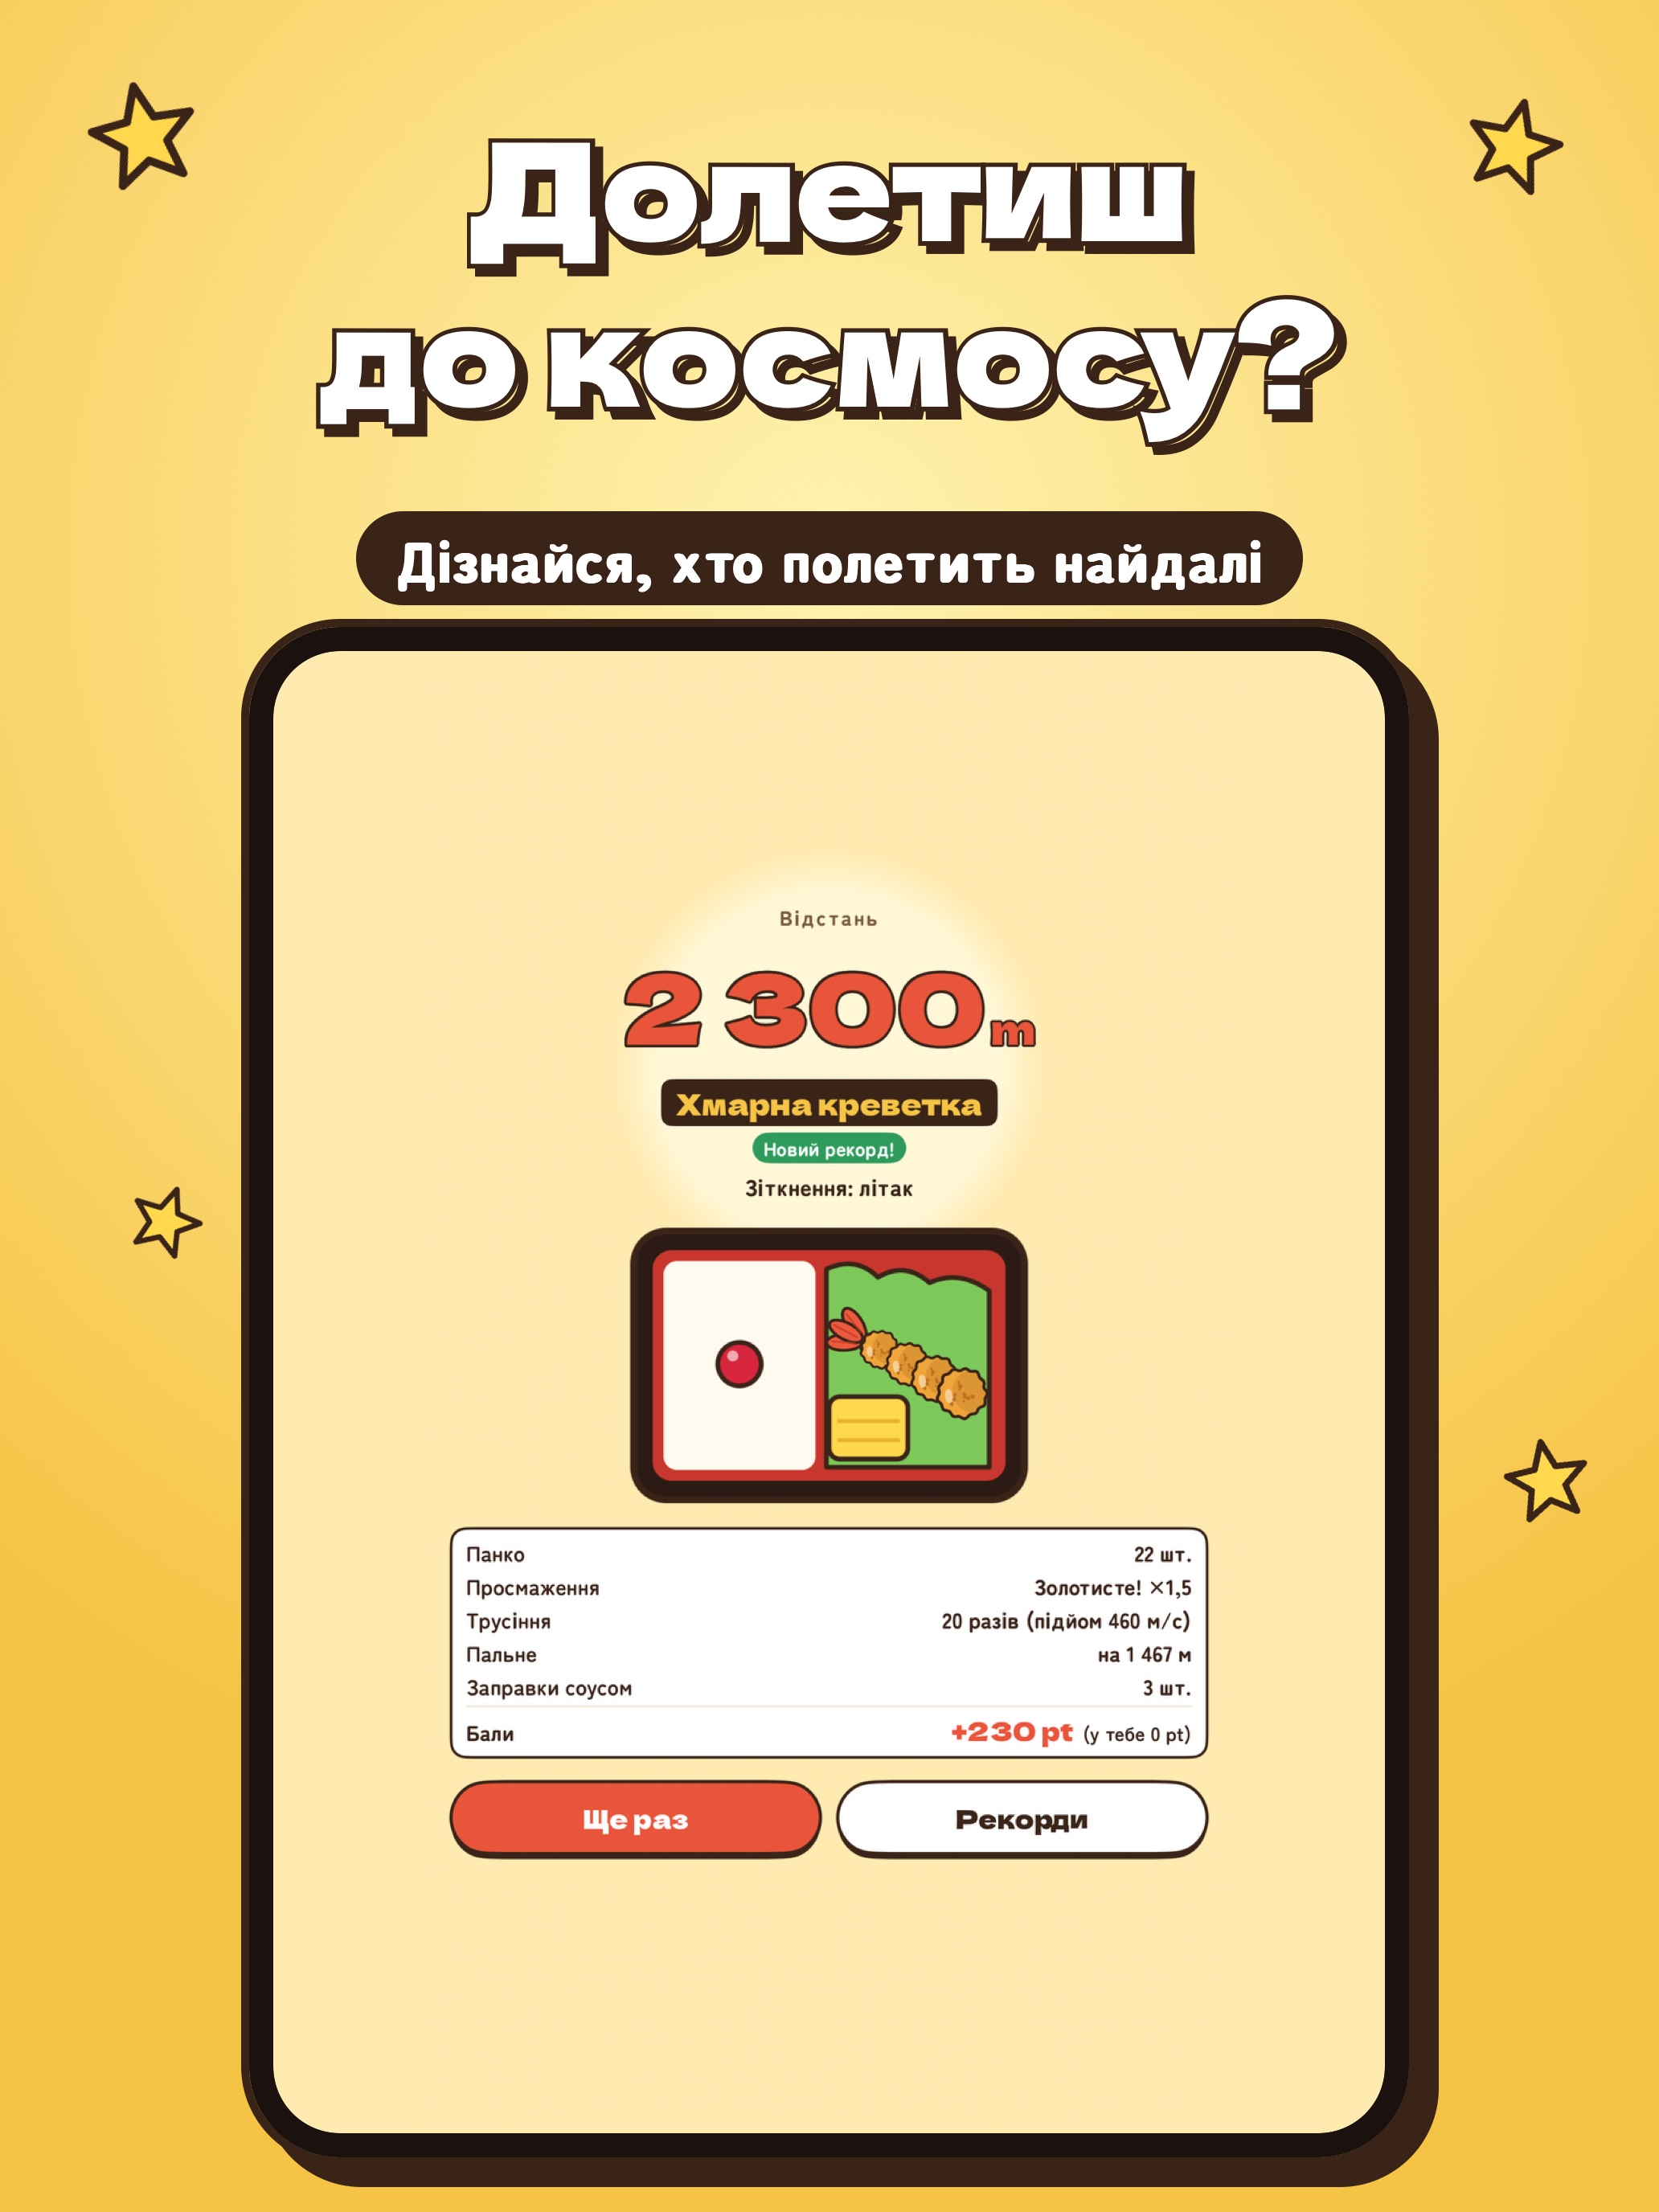 Долетиш
до космосу?
Дізнайся, хто полетить найдалі
Відстань
2 300 m
Хмарна креветка
Новий рекорд!
Зіткнення: літак
Панко 22 шт.
Просмаження Золотисте! ×1,5
Трусіння 20 разів (підйом 460 м/с)
Пальне на 1 467 м
Заправки соусом 3 шт.
Бали +230 pt (у тебе 0 pt)
Ще раз Рекорди